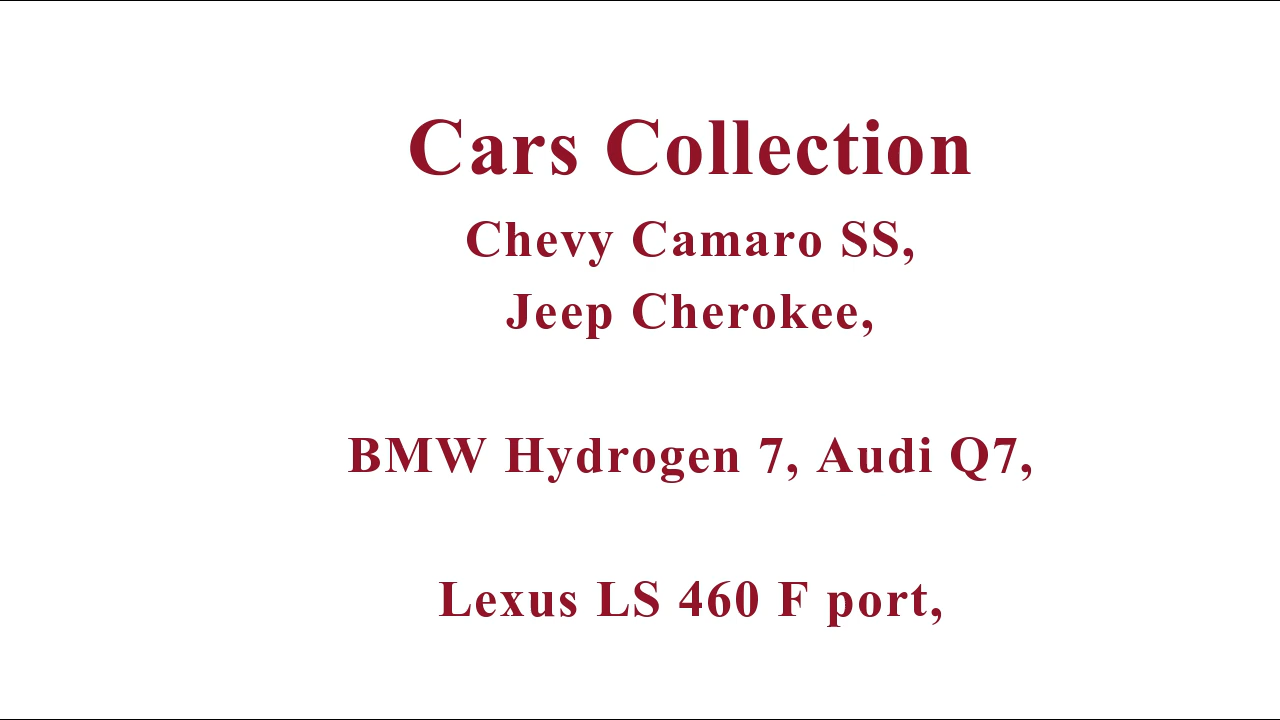 Cars Collection
Chevy Camaro SS,
Jeep Cherokee,
BMW Hydrogen 7, Audi Q7,
Lexus LS 460 F port,